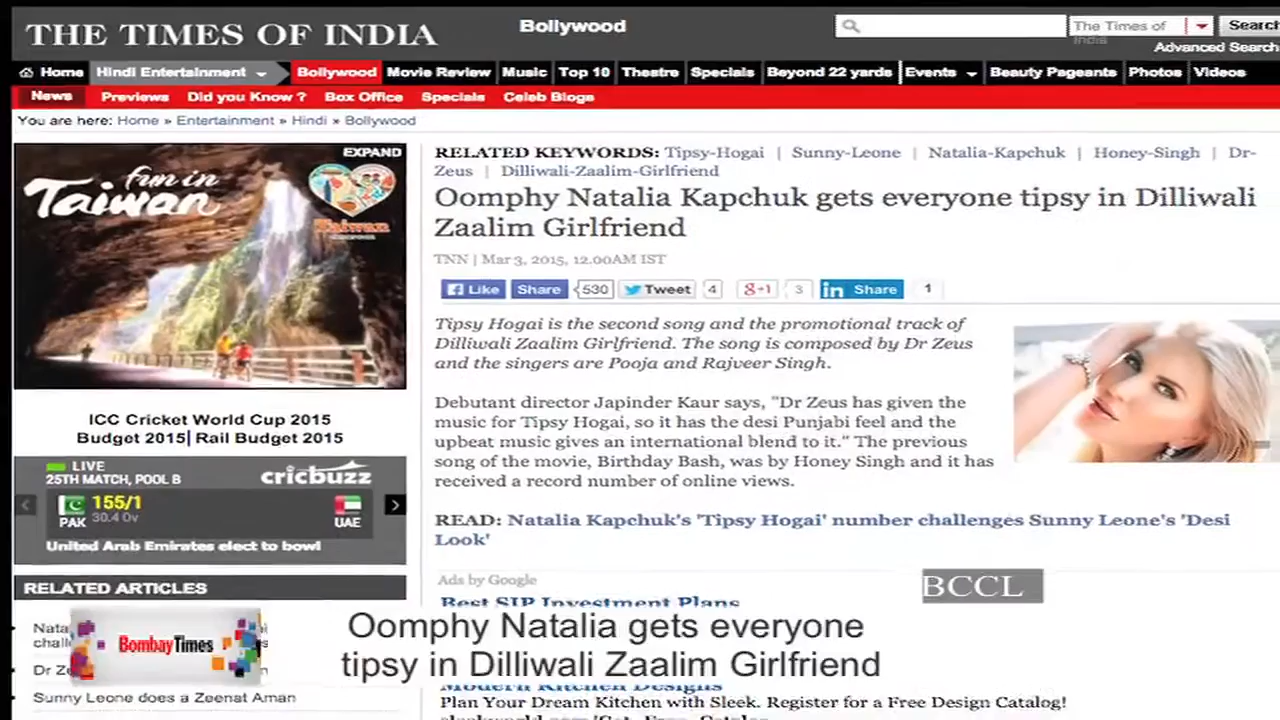 THE TIMES OF INDIA
Bollywood
The Times of India
Search
Advanced Search
Home Hindi Entertainment Bollywood Movie Review Music Top 10 Theatre Specials Beyond 22 yards Events Beauty Pageants Photos Videos
News Previews Did you Know ? Box Office Specials Celeb Blogs
You are here: Home » Entertainment » Hindi » Bollywood
EXPAND
fun in
Taiwan
Taiwan
ICC Cricket World Cup 2015
Budget 2015| Rail Budget 2015
LIVE
25TH MATCH, POOL B
cricbuzz
155/1
30.4 Ov
PAK
UAE
United Arab Emirates elect to bowl
RELATED ARTICLES
Dr
Sunny Leone does a Zeenat Aman
RELATED KEYWORDS: Tipsy-Hogai | Sunny-Leone | Natalia-Kapchuk | Honey-Singh | Dr-
Zeus | Dilliwali-Zaalim-Girlfriend
Oomphy Natalia Kapchuk gets everyone tipsy in Dilliwali
Zaalim Girlfriend
TNN | Mar 3, 2015, 12.00AM IST
Like Share 530 Tweet 4 g+1 3 in Share 1
Tipsy Hogai is the second song and the promotional track of
Dilliwali Zaalim Girlfriend. The song is composed by Dr Zeus
and the singers are Pooja and Rajveer Singh.
Debutant director Japinder Kaur says, "Dr Zeus has given the
music for Tipsy Hogai, so it has the desi Punjabi feel and the
upbeat music gives an international blend to it." The previous
song of the movie, Birthday Bash, was by Honey Singh and it has
received a record number of online views.
READ: Natalia Kapchuk's 'Tipsy Hogai' number challenges Sunny Leone's 'Desi
Look'
Ads by Google
Best SIP Investment Plans
BCCL
Bombay Times
Oomphy Natalia gets everyone
tipsy in Dilliwali Zaalim Girlfriend
Modern Kitchen Designs
Plan Your Dream Kitchen with Sleek. Register for a Free Design Catalog!